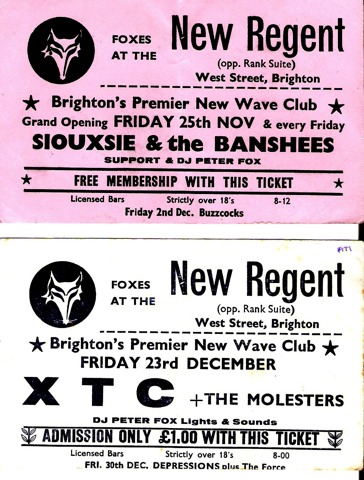 FOXES
AT THE
New Regent
(opp. Rank Suite)
West Street, Brighton
★ Brighton's Premier New Wave Club ★
Grand Opening FRIDAY 25th NOV & every Friday
SIOUXSIE & the BANSHEES
SUPPORT & DJ PETER FOX
★ FREE MEMBERSHIP WITH THIS TICKET ★
Licensed Bars Strictly over 18's 8-12
Friday 2nd Dec. Buzzcocks
FOXES
AT THE
New Regent
(opp. Rank Suite)
West Street, Brighton
★ Brighton's Premier New Wave Club ★
FRIDAY 23rd DECEMBER
XTC +THE MOLESTERS
DJ PETER FOX Lights & Sounds
ADMISSION ONLY £1.00 WITH THIS TICKET
Licensed Bars Strictly over 18's 8-00
FRI. 30th DEC. DEPRESSIONS plus The Force